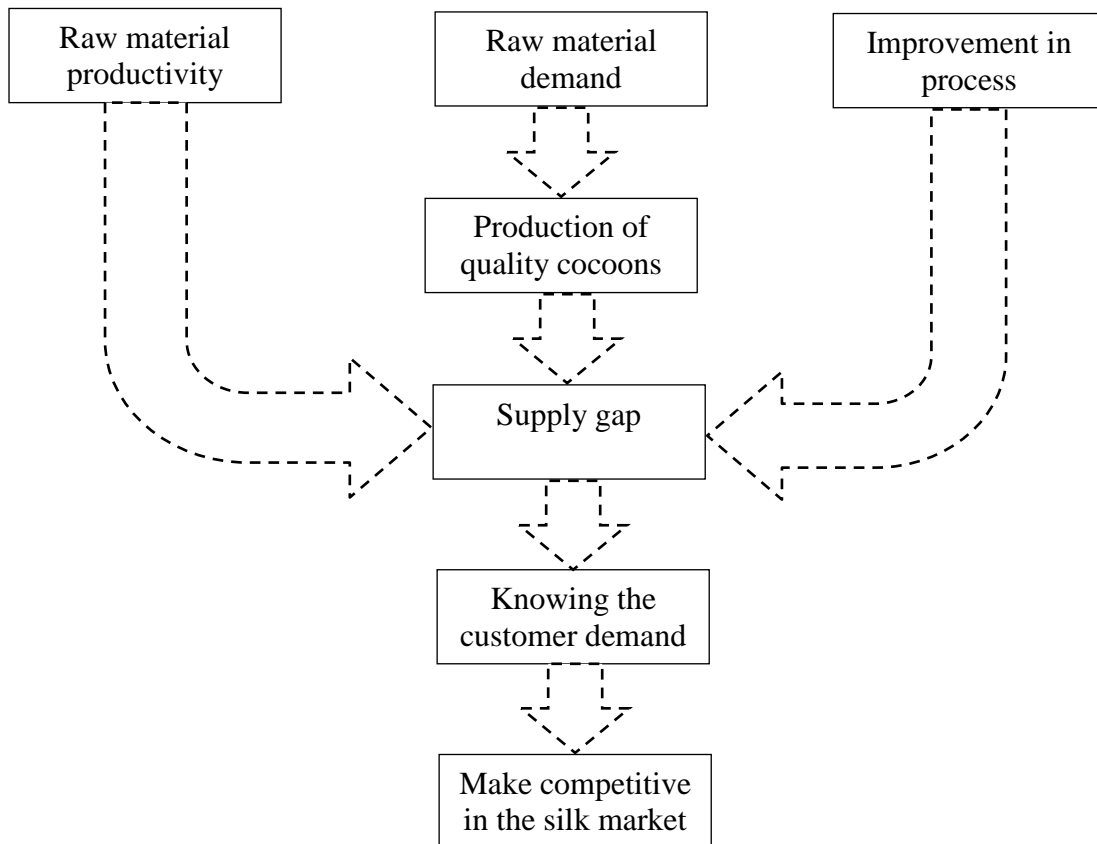 Raw material
productivity
Raw material
demand
Improvement in
process
Production of
quality cocoons
Supply gap
Knowing the
customer demand
Make competitive
in the silk market